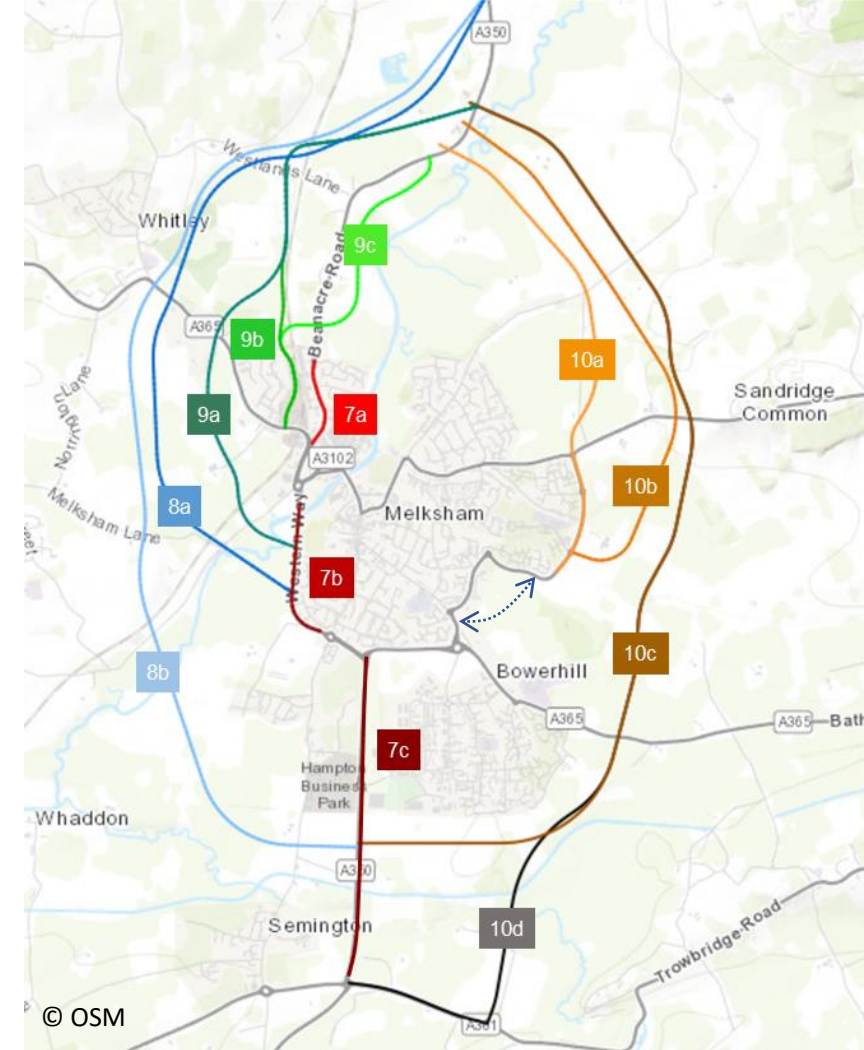 A350
Westlands Lane
Whitley
9c
Beanacre Road
A365
9b
10a
Lane
Norrington
Sandridge
Common
9a
7a
A3102
10b
8a
Melksham Lane
Melksham
Western Way
7b
8b
10c
Bowerhill
A365
A365
Bath
7c
Hampton
Business
Park
Whaddon
A350
Semington
10d
Trowbridge Road
A361
© OSM